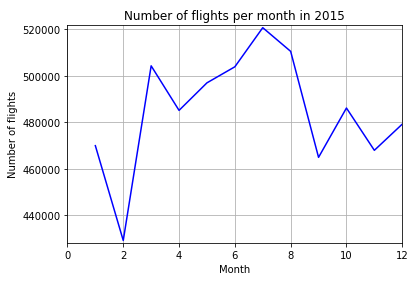 Number of flights per month in 2015
520000
500000
480000
460000
440000
Number of flights
0 2 4 6 8 10 12
Month